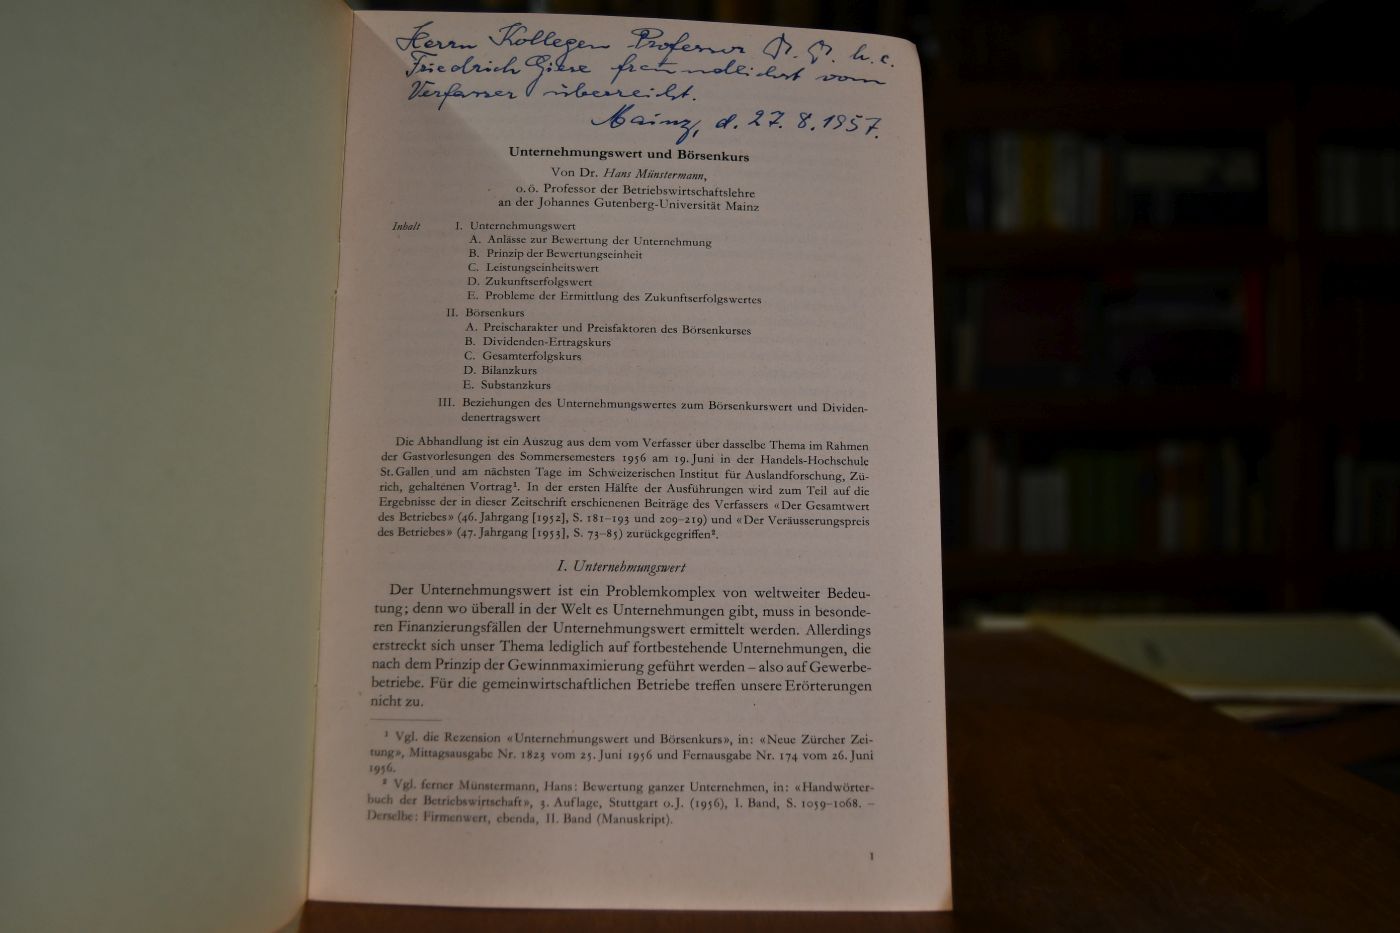 Herrn Kollegen Professor Dr. Dr. h. c.
Friedrich Giese freundlichst vom
Verfasser überreicht.
Mainz, d. 27. 8. 1957.
Unternehmungswert und Börsenkurs
Von Dr. Hans Münstermann,
o. ö. Professor der Betriebswirtschaftslehre
an der Johannes Gutenberg-Universität Mainz
Inhalt I. Unternehmungswert
A. Anlässe zur Bewertung der Unternehmung
B. Prinzip der Bewertungseinheit
C. Leistungseinheitswert
D. Zukunftserfolgswert
E. Probleme der Ermittlung des Zukunftserfolgswertes
II. Börsenkurs
A. Preischarakter und Preisfaktoren des Börsenkurses
B. Dividenden-Ertragskurs
C. Gesamterfolgskurs
D. Bilanzkurs
E. Substanzkurs
III. Beziehungen des Unternehmungswertes zum Börsenkurswert und Dividen-
denertragswert
Die Abhandlung ist ein Auszug aus dem vom Verfasser über dasselbe Thema im Rahmen
der Gastvorlesungen des Sommersemesters 1956 am 19. Juni in der Handels-Hochschule
St. Gallen und am nächsten Tage im Schweizerischen Institut für Auslandforschung, Zü-
rich, gehaltenen Vortrag¹. In der ersten Hälfte der Ausführungen wird zum Teil auf die
Ergebnisse der in dieser Zeitschrift erschienenen Beiträge des Verfassers «Der Gesamtwert
des Betriebes» (46. Jahrgang [1952], S. 181–193 und 209–219) und «Der Veräusserungspreis
des Betriebes» (47. Jahrgang [1953], S. 73–85) zurückgegriffen².
I. Unternehmungswert
Der Unternehmungswert ist ein Problemkomplex von weltweiter Bedeu-
tung; denn wo überall in der Welt es Unternehmungen gibt, muss in besonde-
ren Finanzierungsfällen der Unternehmungswert ermittelt werden. Allerdings
erstreckt sich unser Thema lediglich auf fortbestehende Unternehmungen, die
nach dem Prinzip der Gewinnmaximierung geführt werden – also auf Gewerbe-
betriebe. Für die gemeinwirtschaftlichen Betriebe treffen unsere Erörterungen
nicht zu.
¹ Vgl. die Rezension «Unternehmungswert und Börsenkurs», in: «Neue Zürcher Zei-
tung», Mittagsausgabe Nr. 1823 vom 25. Juni 1956 und Fernausgabe Nr. 174 vom 26. Juni
1956.
² Vgl. ferner Münstermann, Hans: Bewertung ganzer Unternehmen, in: «Handwörter-
buch der Betriebswirtschaft», 3. Auflage, Stuttgart o. J. (1956), I. Band, S. 1059–1068. –
Derselbe: Firmenwert, ebenda, II. Band (Manuskript).
1